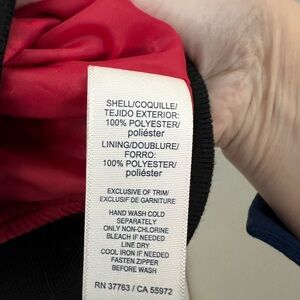 SHELL/COQUILLE/
TEJIDO EXTERIOR:
100% POLYESTER/
poliéster
LINING/DOUBLURE/
FORRO:
100% POLYESTER/
poliéster
EXCLUSIVE OF TRIM/
EXCLUSIF DE GARNITURE
HAND WASH COLD
SEPARATELY
ONLY NON-CHLORINE
BLEACH IF NEEDED
LINE DRY
COOL IRON IF NEEDED
FASTEN ZIPPER
BEFORE WASH
RN 37763 / CA 55972